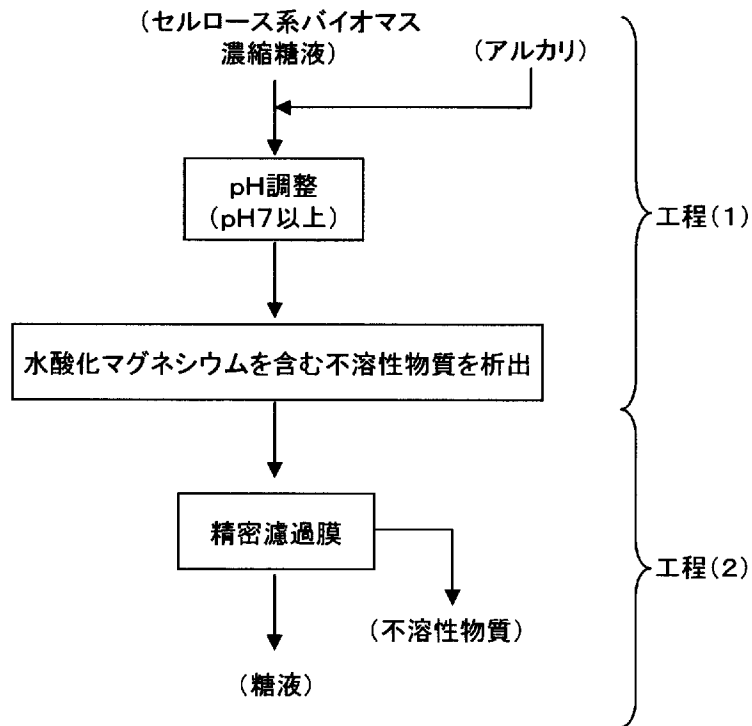 (セルロース系バイオマス
濃縮糖液)
(アルカリ)
pH調整
(pH7以上)
工程(1)
水酸化マグネシウムを含む不溶性物質を析出
精密濾過膜
工程(2)
(不溶性物質)
(糖液)